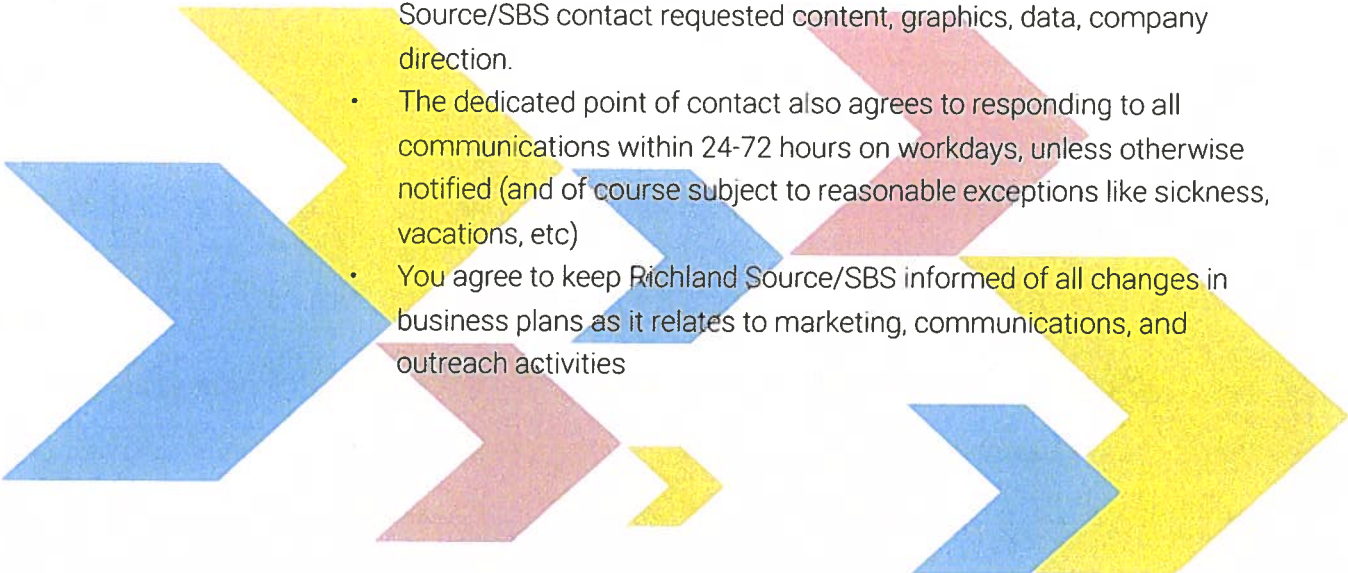 Source/SBS contact requested content, graphics, data, company
direction.
• The dedicated point of contact also agrees to responding to all
communications within 24-72 hours on workdays, unless otherwise
notified (and of course subject to reasonable exceptions like sickness,
vacations, etc)
• You agree to keep Richland Source/SBS informed of all changes in
business plans as it relates to marketing, communications, and
outreach activities